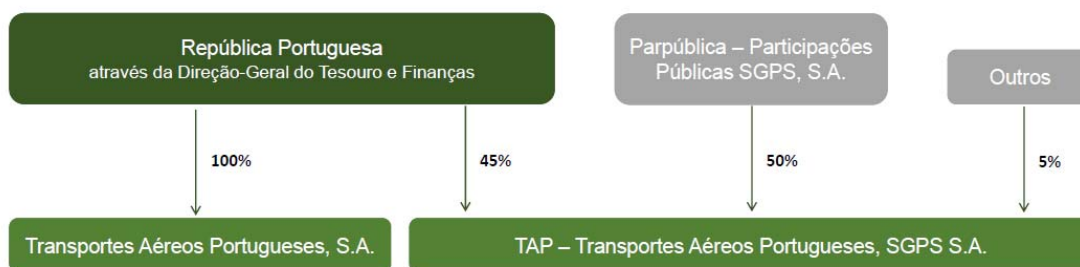 República Portuguesa
através da Direção-Geral do Tesouro e Finanças
Parpública – Participações
Públicas SGPS, S.A.
Outros
100%
45%
50%
5%
Transportes Aéreos Portugueses, S.A.
TAP – Transportes Aéreos Portugueses, SGPS S.A.